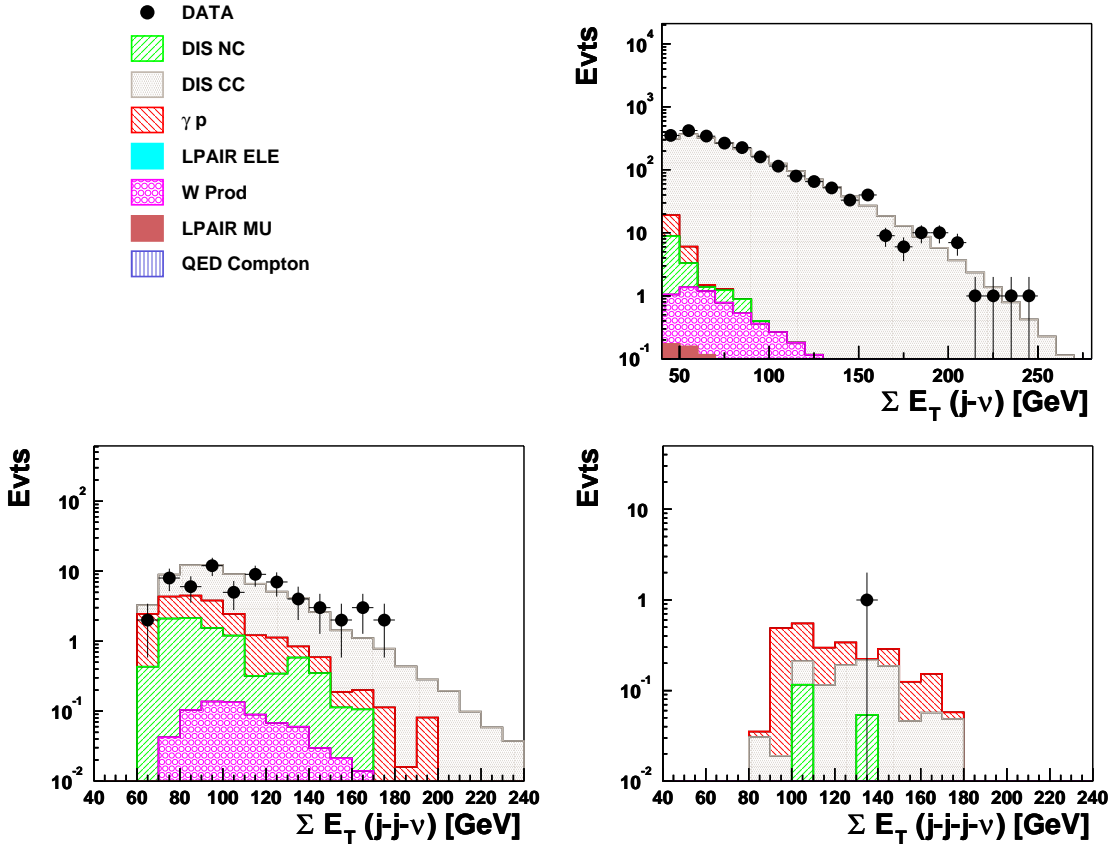 DATA
DIS NC
DIS CC
γ p
LPAIR ELE
W Prod
LPAIR MU
QED Compton
Evts
10^4
10^3
10^2
10
1
10^-1
50 100 150 200 250
Σ E_T (j-ν) [GeV]
Evts
10^2
10
1
10^-1
10^-2
40 60 80 100 120 140 160 180 200 220 240
Σ E_T (j-j-ν) [GeV]
Evts
10
1
10^-1
10^-2
40 60 80 100 120 140 160 180 200 220 240
Σ E_T (j-j-j-ν) [GeV]